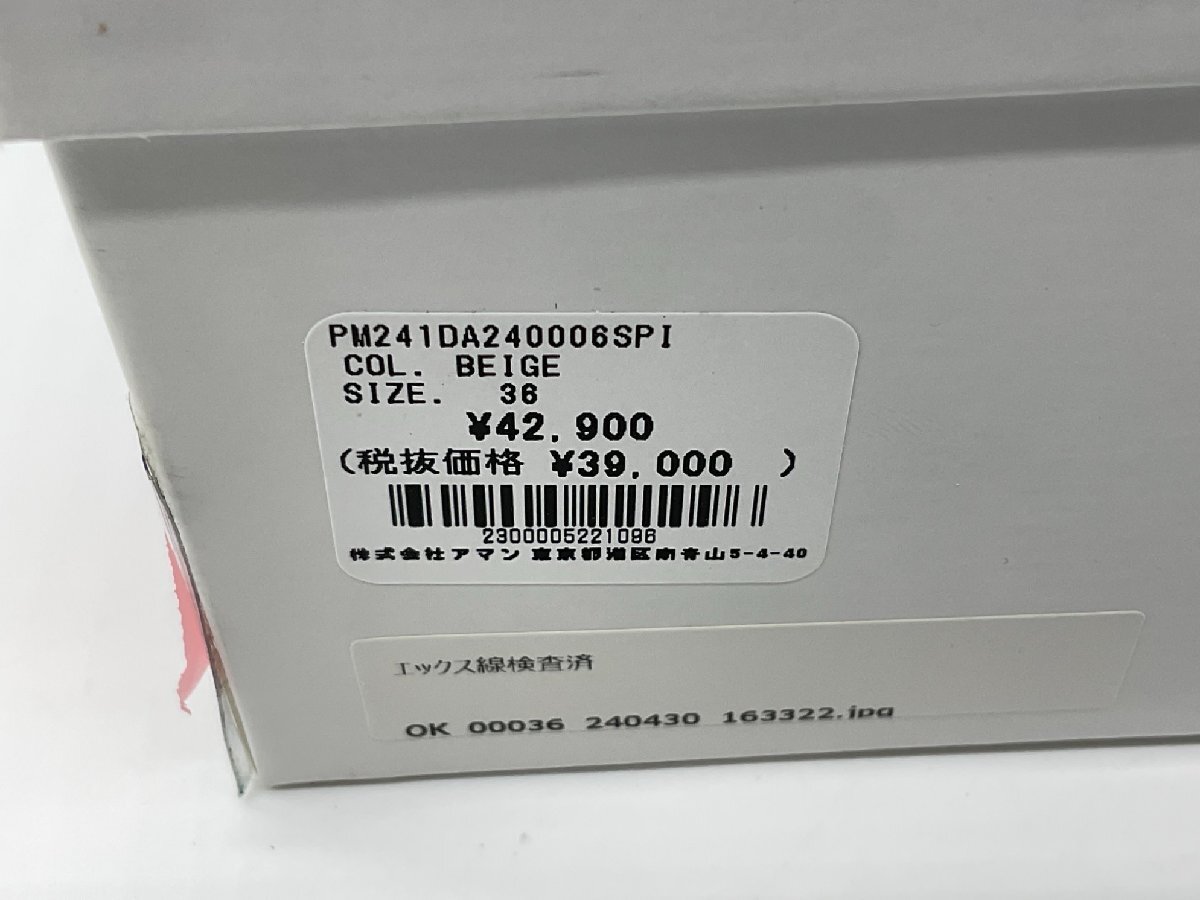 PM241DA240006SPI
COL. BEIGE
SIZE. 36
¥42,900
(税抜価格 ¥39,000 )
2300005221098
株式会社アマン 東京都港区南青山5-4-40
エックス線検査済
OK 00036 240430 163322.jpg